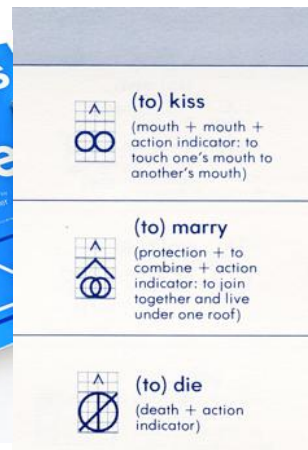 (to) kiss
(mouth + mouth +
action indicator: to
touch one's mouth to
another's mouth)
(to) marry
(protection + to
combine + action
indicator: to join
together and live
under one roof)
(to) die
(death + action
indicator)